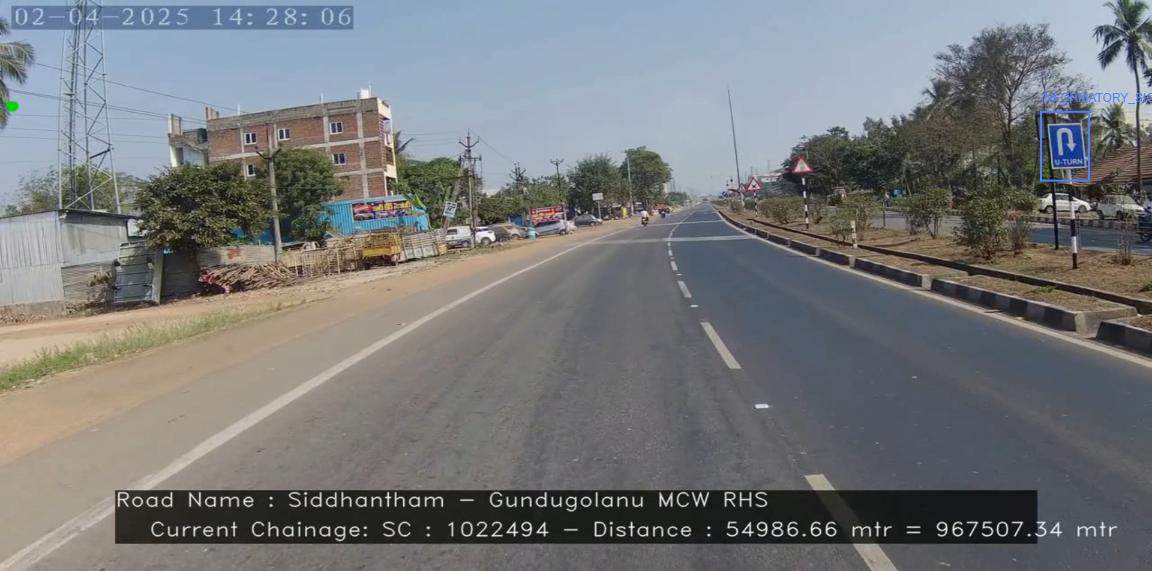 02-04-2025 14:28:06
U-TURN
Road Name : Siddhantham - Gundugolanu MCW RHS
Current Chainage: SC : 1022494 - Distance : 54986.66 mtr = 967507.34 mtr